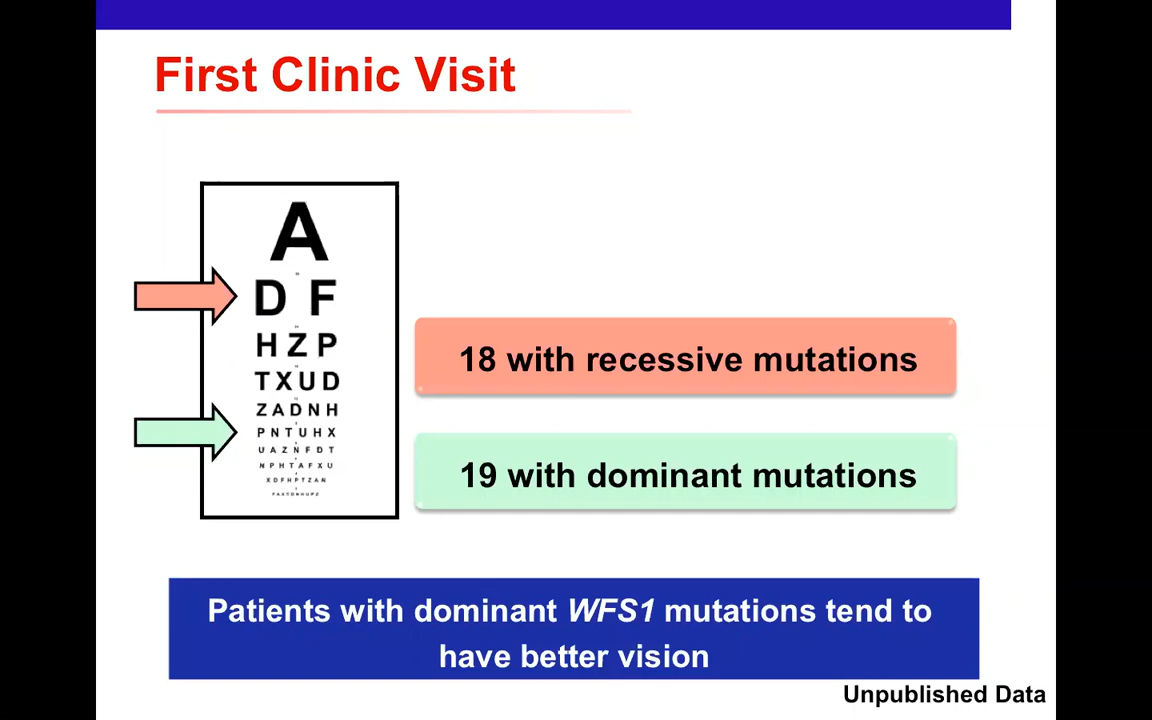 First Clinic Visit
A
D F
H Z P
T X U D
Z A D N H
P N T U H X
U A Z N F D T
N P H T A F X U
X D F H P T Z A N
18 with recessive mutations
19 with dominant mutations
Patients with dominant WFS1 mutations tend to
have better vision
Unpublished Data